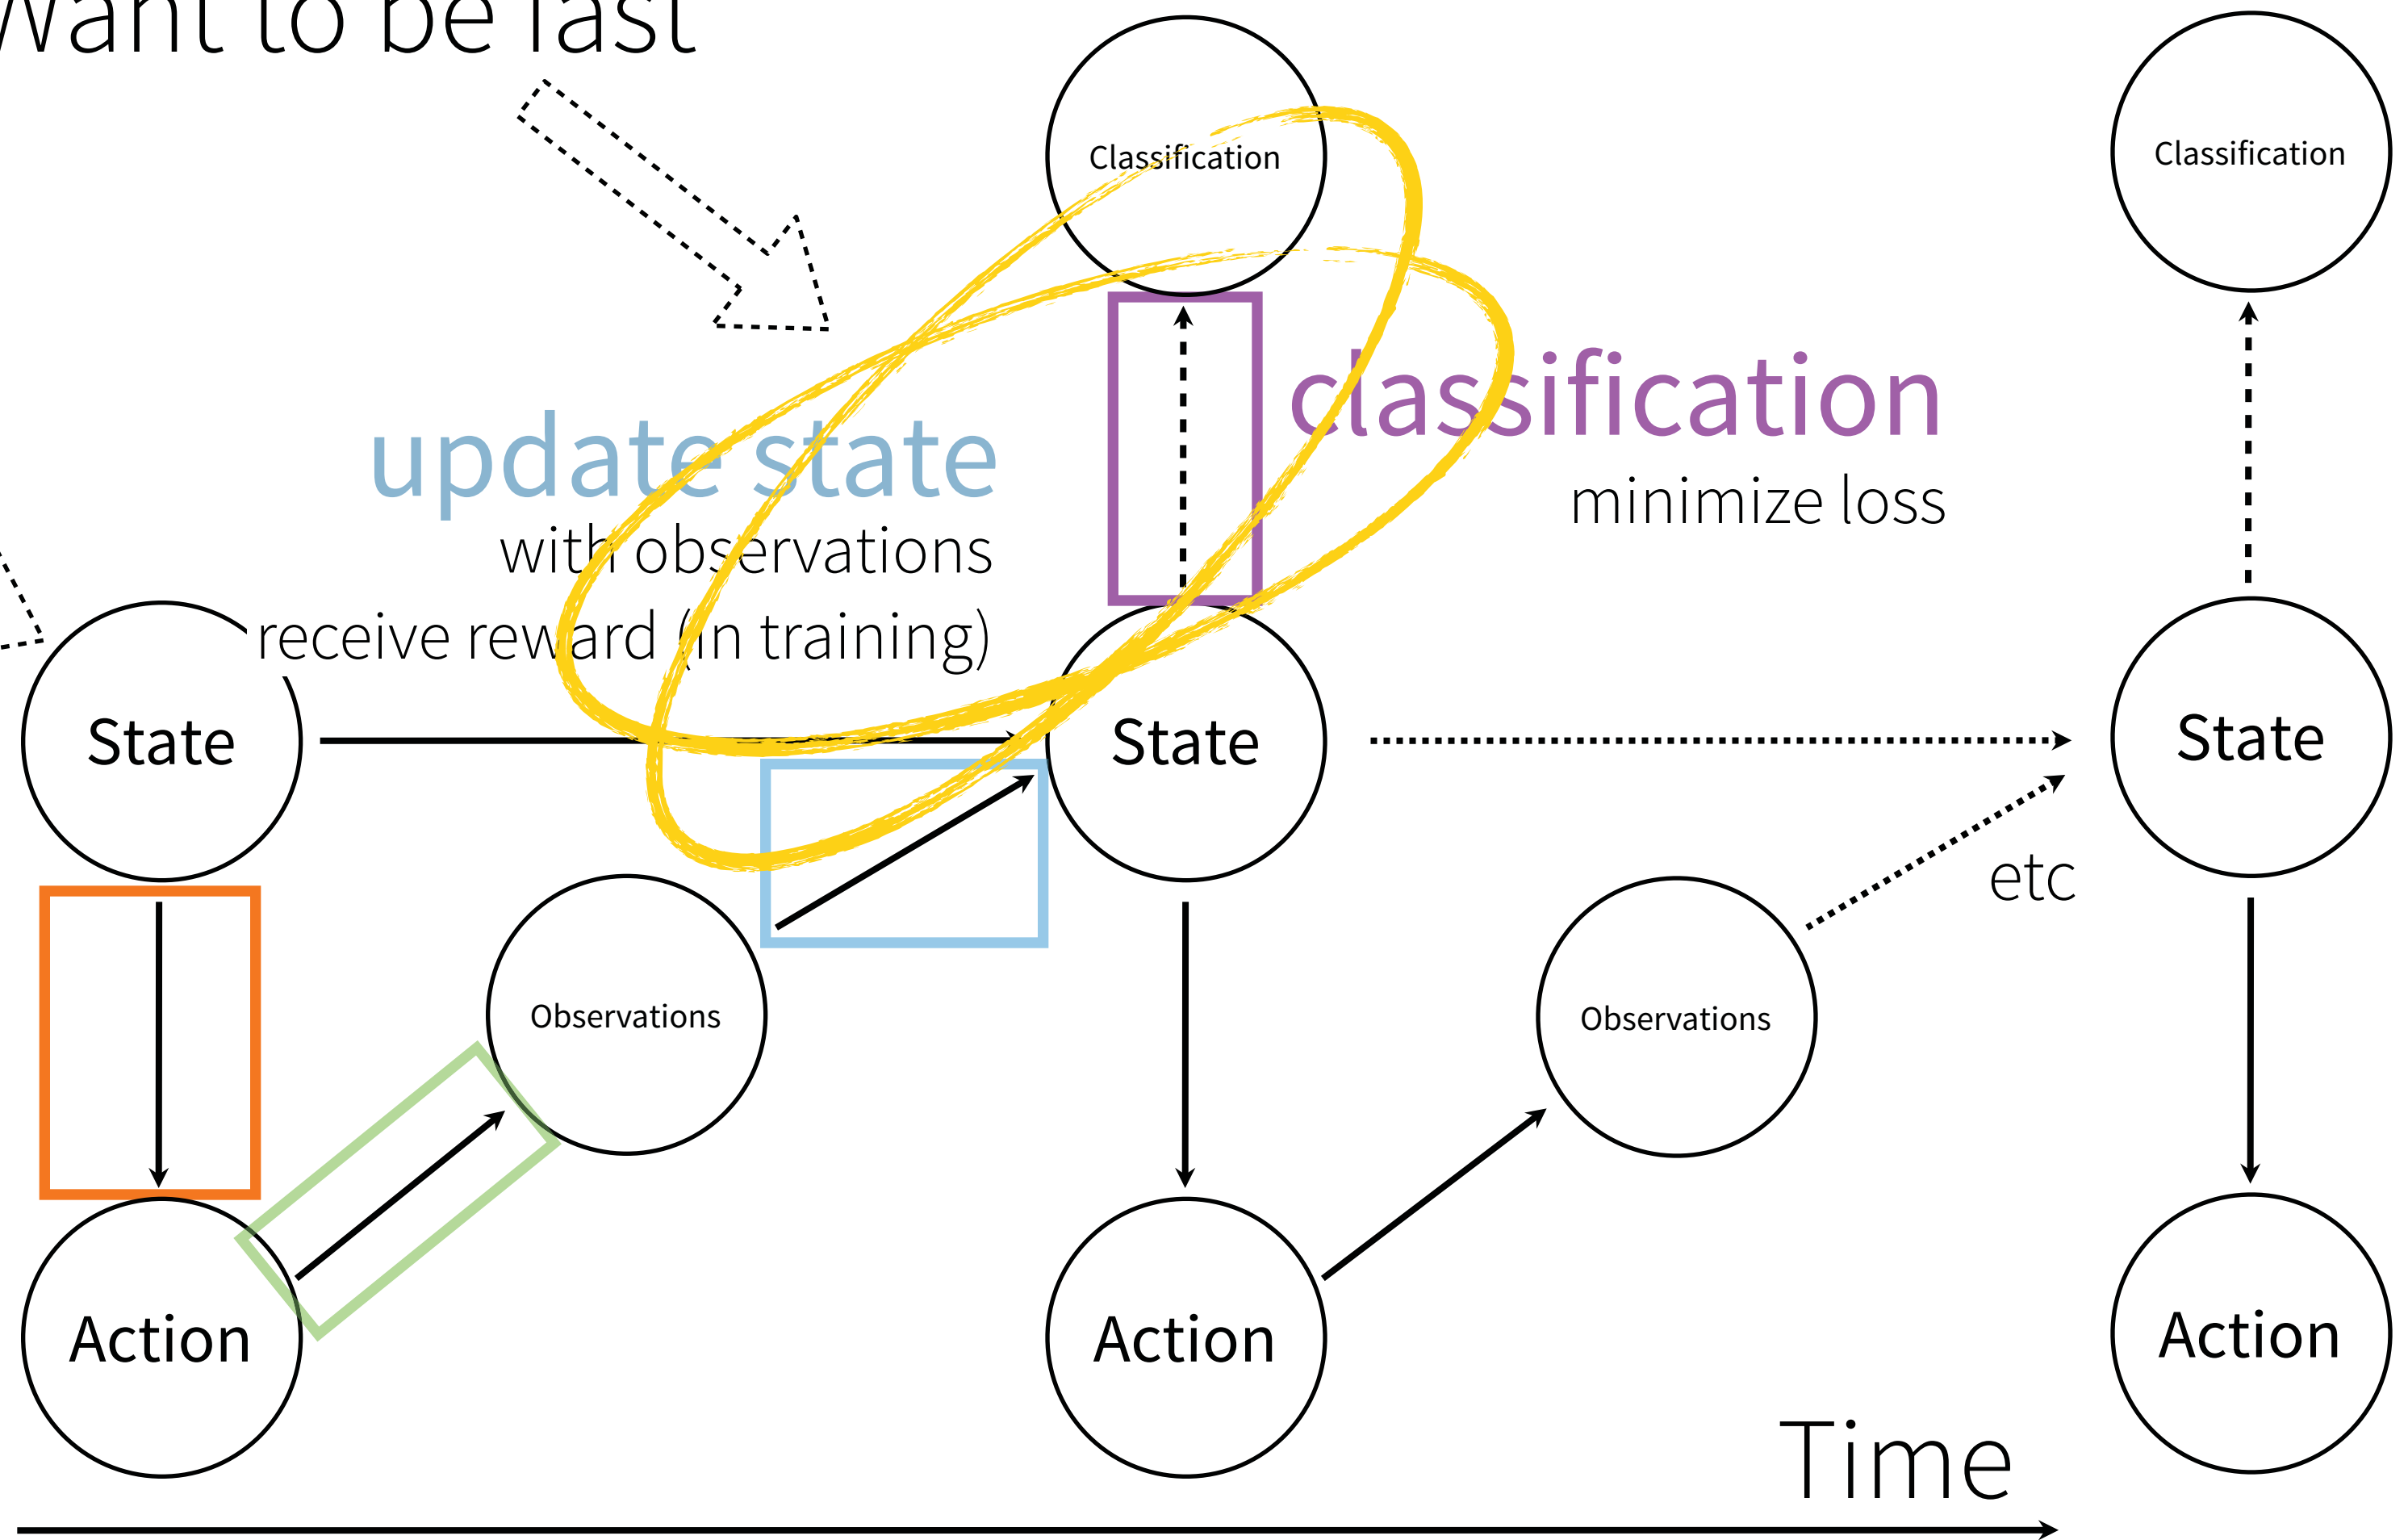 Want to be fast
Classification
Classification
classification
minimize loss
update state
with observations
receive reward (in training)
State
State
State
etc
Observations
Observations
Action
Action
Action
Time